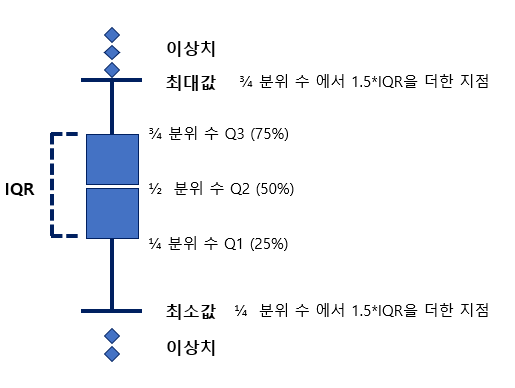 이상치
최대값 ¾ 분위 수 에서 1.5*IQR을 더한 지점
¾ 분위 수 Q3 (75%)
IQR
½ 분위 수 Q2 (50%)
¼ 분위 수 Q1 (25%)
최소값 ¼ 분위 수 에서 1.5*IQR을 더한 지점
이상치